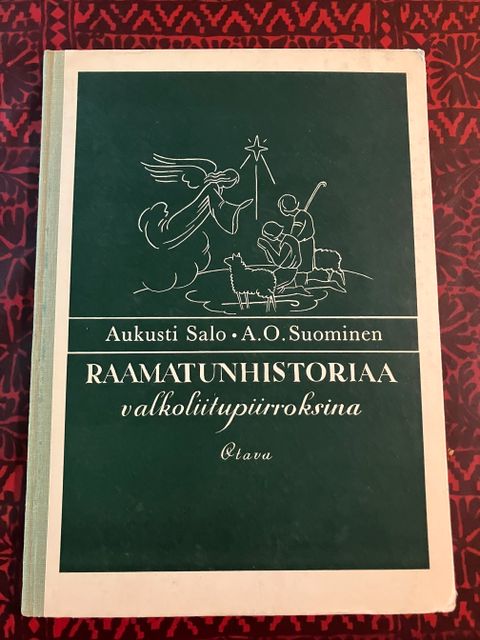 Aukusti Salo • A.O. Suominen
RAAMATUNHISTORIAA
valkoliitupiirroksina
Otava